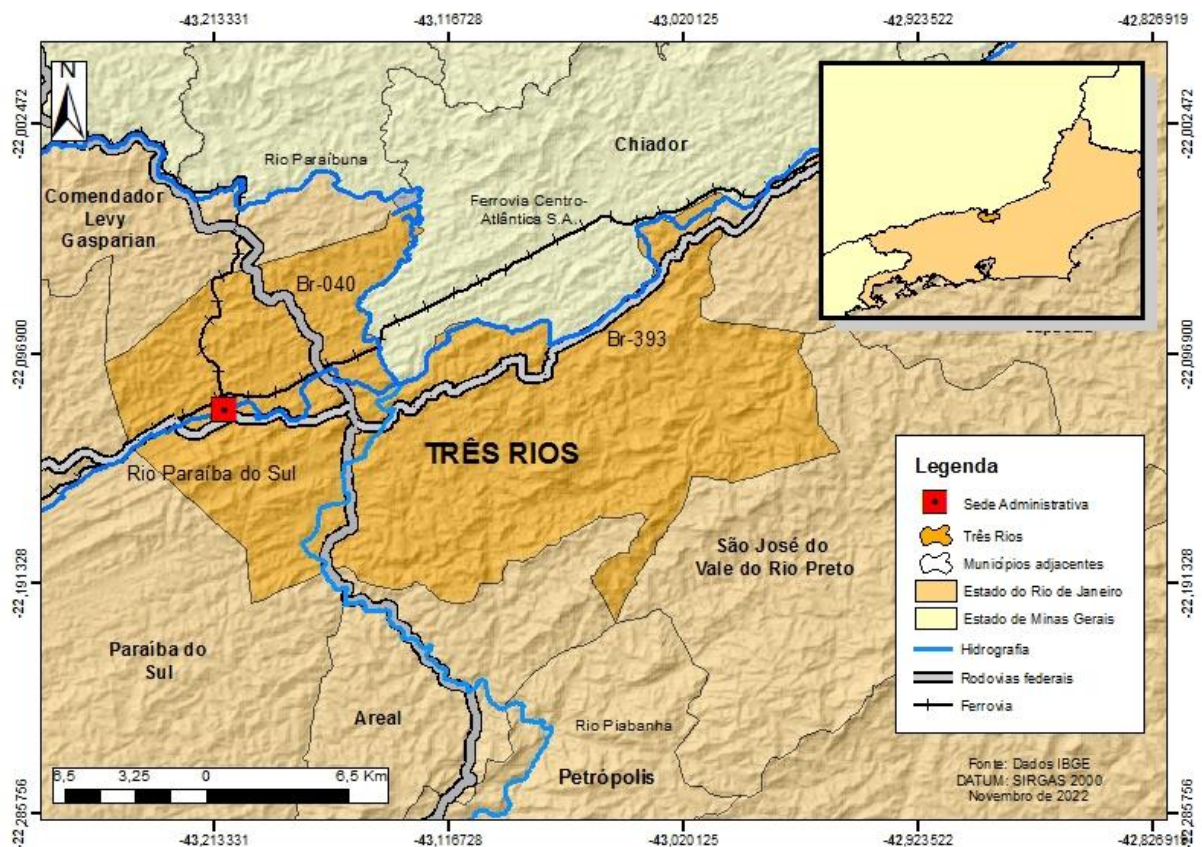 -43,213331 -43,116728 -43,020125 -42,923522 -42,826919
N
-22,002472
-22,002472
Chiador
Rio Paraíbuna
Comendador
Levy
Gasparian
Ferrovia Centro-
Atlântica S.A.
Br-040
-22,096900
-22,096900
Br-393
TRÊS RIOS
Rio Paraíba do Sul
Legenda
Sede Administrativa
Três Rios
Municípios adjacentes
Estado do Rio de Janeiro
Estado de Minas Gerais
Hidrografia
Rodovias federais
Ferrovia
São José do
Vale do Rio Preto
-22,191328
-22,191328
Paraíba do
Sul
Areal
Rio Piabanha
Petrópolis
6,5 3,25 0 6,5 Km
Fonte: Dados IBGE
DATUM: SIRGAS 2000
Novembro de 2022
-22,285756
-22,285756
-43,213331 -43,116728 -43,020125 -42,923522 -42,826919